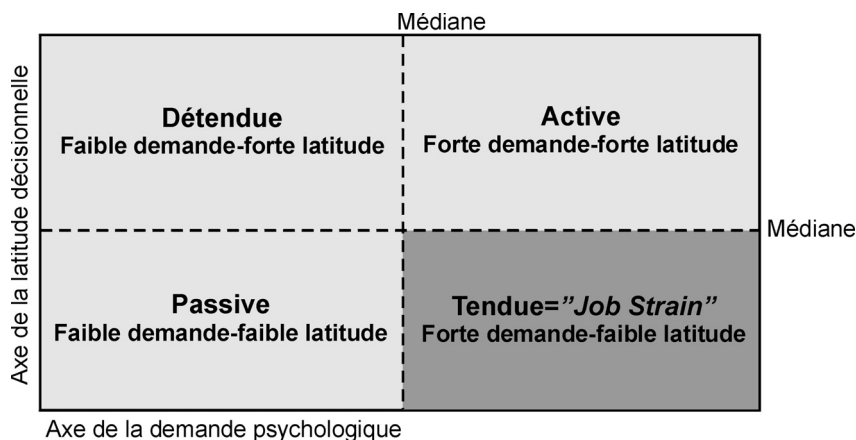 Médiane
Axe de la latitude décisionnelle
Détendue
Faible demande-forte latitude
Active
Forte demande-forte latitude
Médiane
Passive
Faible demande-faible latitude
Tendue=”Job Strain”
Forte demande-faible latitude
Axe de la demande psychologique